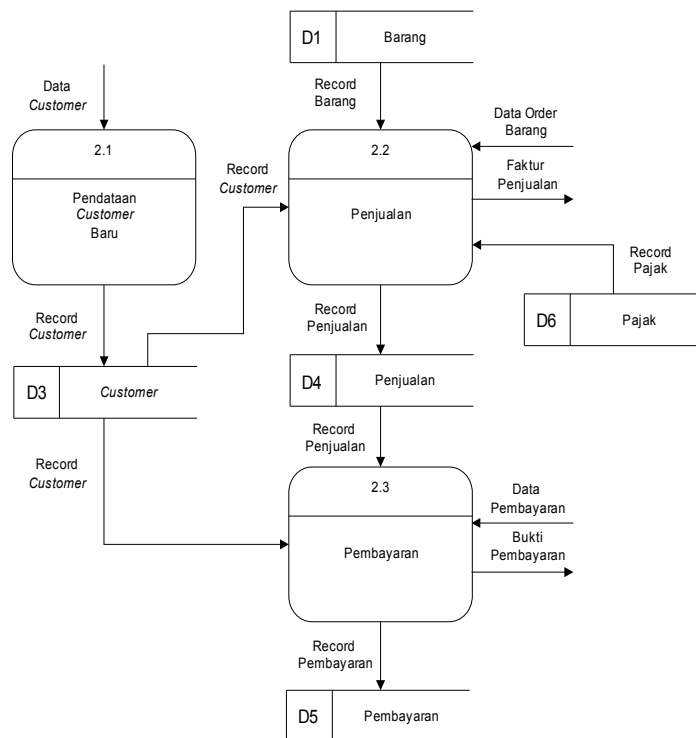 D1
Barang
Record
Barang
Data
Customer
Data Order
Barang
2.1
2.2
Record
Customer
Faktur
Penjualan
Pendataan
Customer
Baru
Penjualan
Record
Pajak
Record
Customer
Record
Penjualan
D6
Pajak
D3
Customer
D4
Penjualan
Record
Penjualan
Record
Customer
2.3
Data
Pembayaran
Bukti
Pembayaran
Pembayaran
Record
Pembayaran
D5
Pembayaran